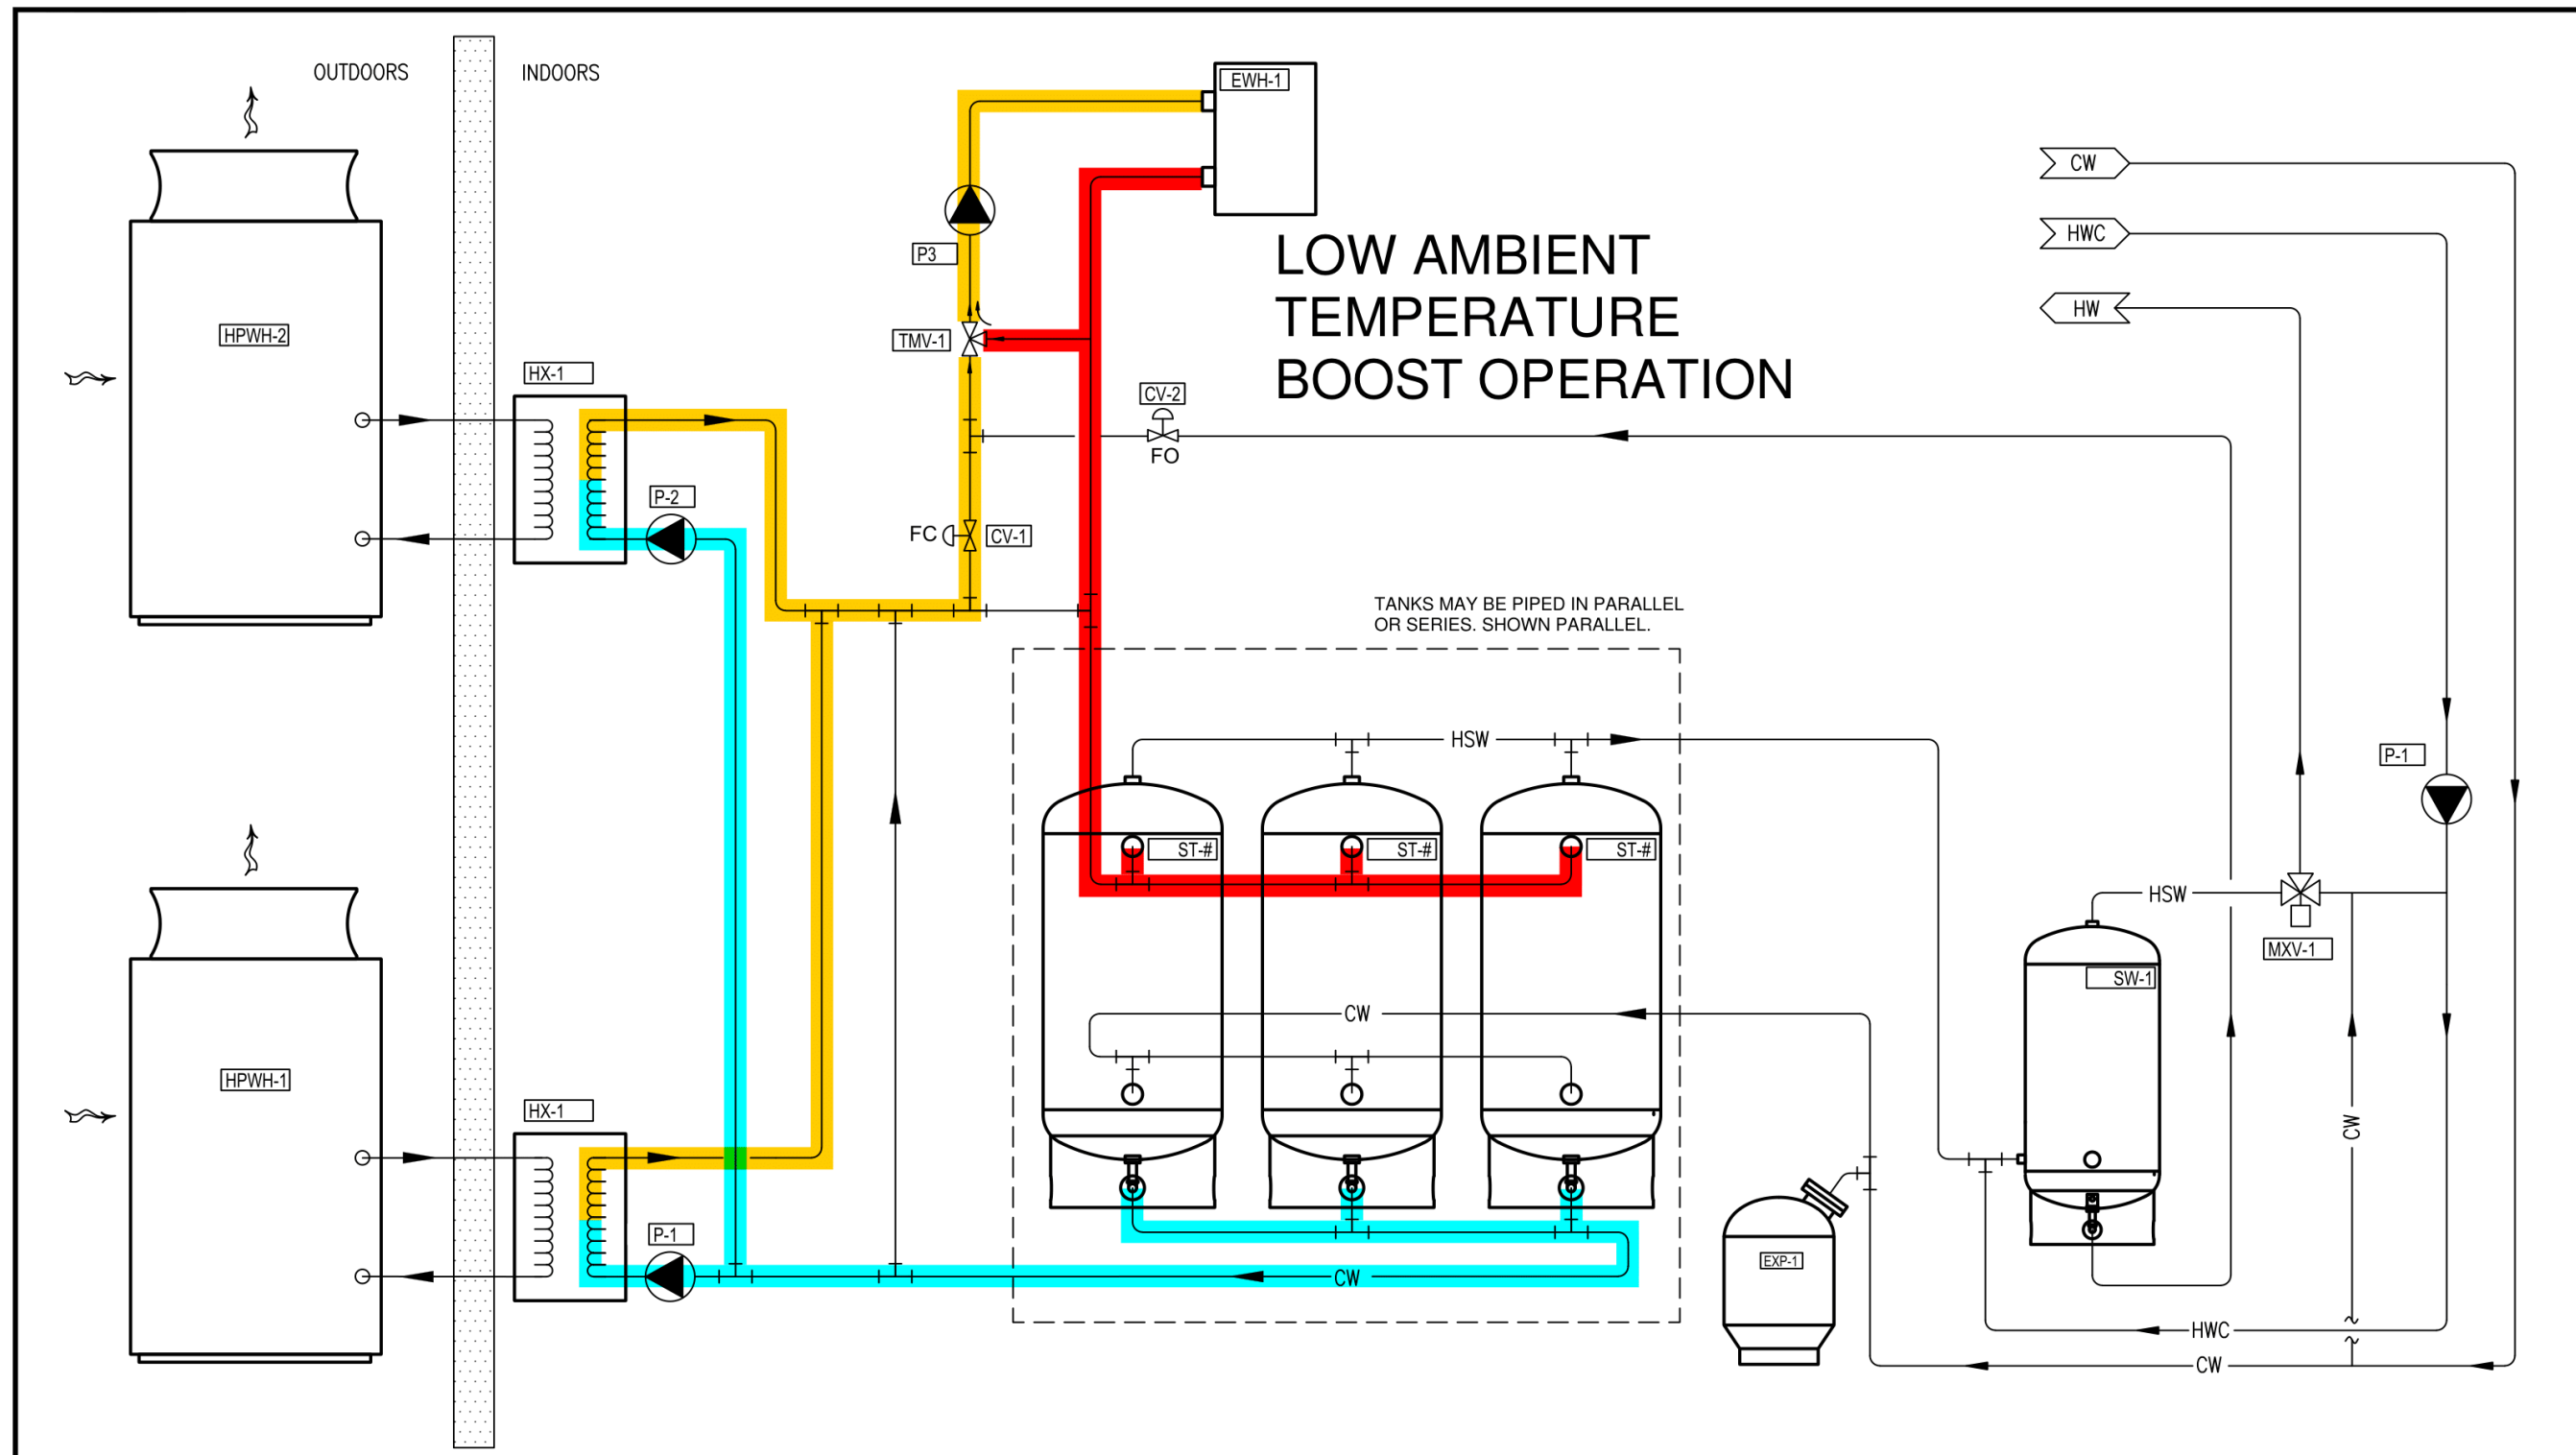 OUTDOORS
INDOORS
EWH-1
CW
HWC
HW
P3
LOW AMBIENT
TEMPERATURE
BOOST OPERATION
HPWH-2
TMV-1
HX-1
CV-2
FO
P-2
FC
CV-1
TANKS MAY BE PIPED IN PARALLEL
OR SERIES. SHOWN PARALLEL.
HSW
P-1
ST-#
ST-#
ST-#
HSW
MXV-1
SW-1
CW
HPWH-1
HX-1
CW
P-1
EXP-1
CW
HWC
CW